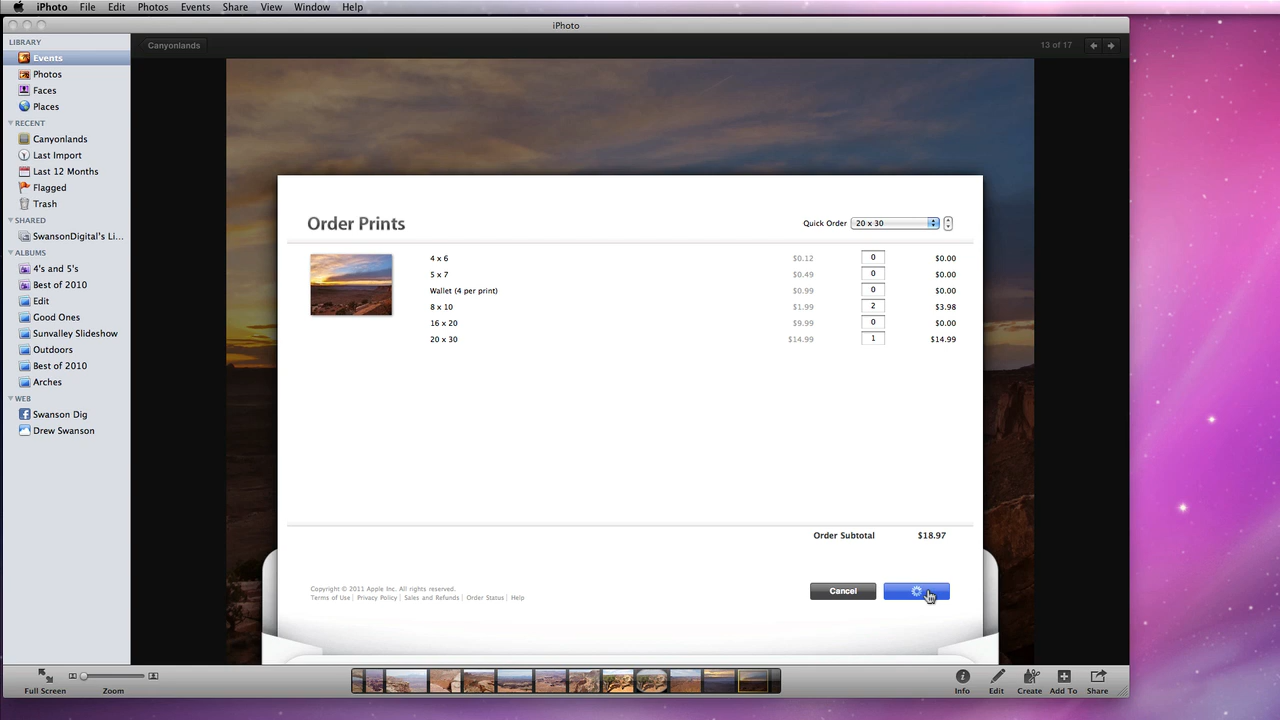 iPhoto File Edit Photos Events Share View Window Help
iPhoto
LIBRARY
Events
Photos
Faces
Places
RECENT
Canyonlands
Last Import
Last 12 Months
Flagged
Trash
SHARED
SwansonDigital's Li...
ALBUMS
4's and 5's
Best of 2010
Edit
Good Ones
Sunvalley Slideshow
Outdoors
Best of 2010
Arches
WEB
Swanson Dig
Drew Swanson
Canyonlands 13 of 17
Order Prints Quick Order 20 x 30
4 x 6 $0.12 0 $0.00
5 x 7 $0.49 0 $0.00
Wallet (4 per print) $0.99 0 $0.00
8 x 10 $1.99 2 $3.98
16 x 20 $9.99 0 $0.00
20 x 30 $14.99 1 $14.99
Order Subtotal $18.97
Copyright © 2011 Apple Inc. All rights reserved.
Terms of Use | Privacy Policy | Sales and Refunds | Order Status | Help
Cancel
Full Screen Zoom Info Edit Create Add To Share